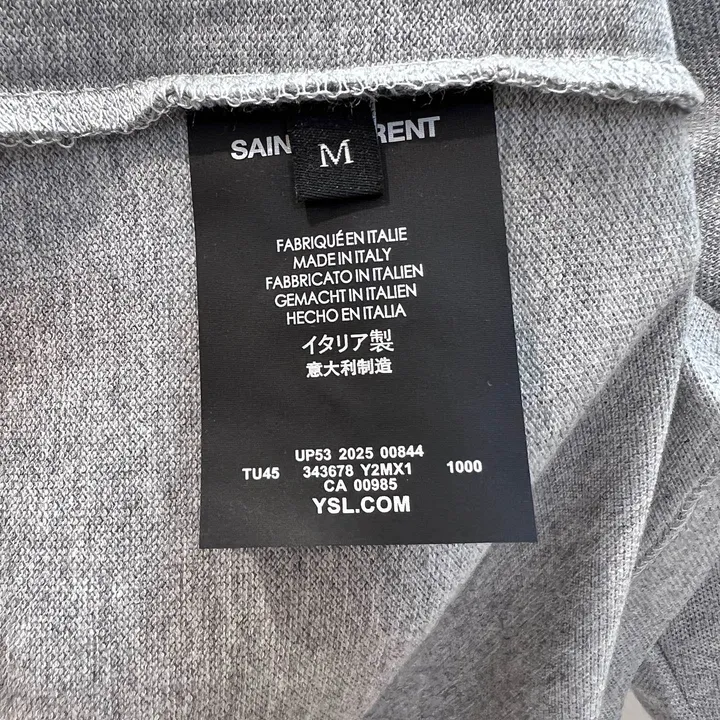 SAIN RENT
M
FABRIQUÉ EN ITALIE
MADE IN ITALY
FABBRICATO IN ITALIEN
GEMACHT IN ITALIEN
HECHO EN ITALIA
イタリア製
意大利制造
UP53 2025 00844
TU45 343678 Y2MX1 1000
CA 00985
YSL.COM